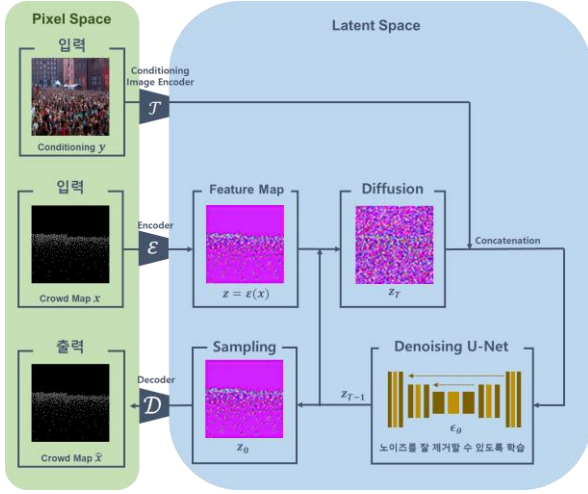 Pixel Space
Latent Space
입력
Conditioning y
Conditioning
Image Encoder
𝒯
입력
Crowd Map x
Encoder
ℰ
Feature Map
z = ε(x)
Diffusion
z_T
Concatenation
출력
Crowd Map x̂
Decoder
𝒟
Sampling
z_0
z_{T−1}
Denoising U-Net
ϵ_θ
노이즈를 잘 제거할 수 있도록 학습